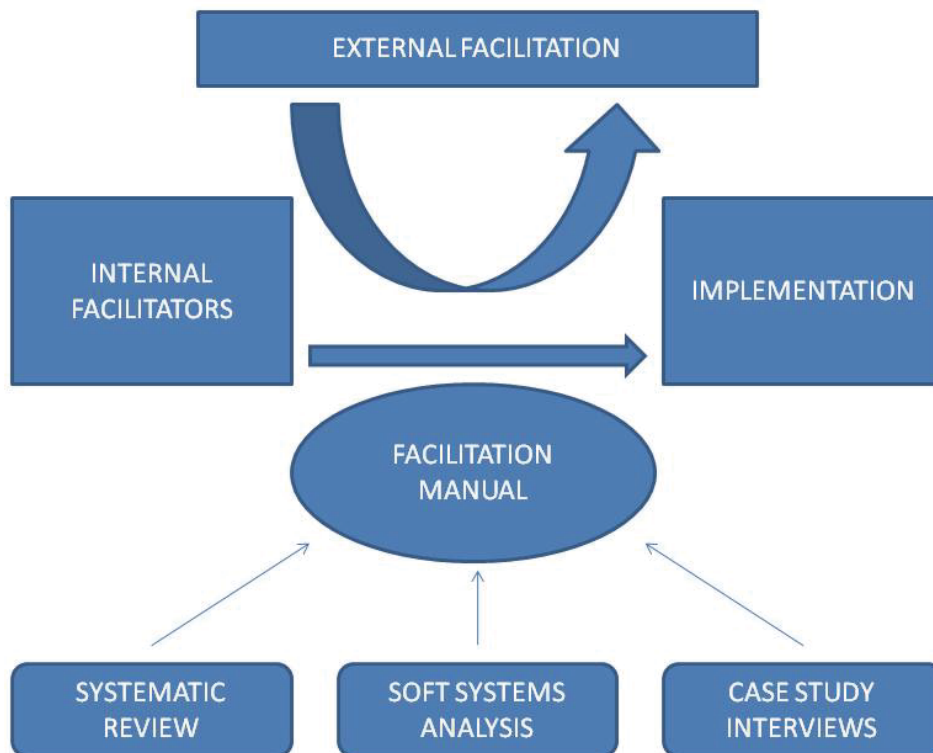 EXTERNAL FACILITATION
INTERNAL
FACILITATORS
IMPLEMENTATION
FACILITATION
MANUAL
SYSTEMATIC
REVIEW
SOFT SYSTEMS
ANALYSIS
CASE STUDY
INTERVIEWS